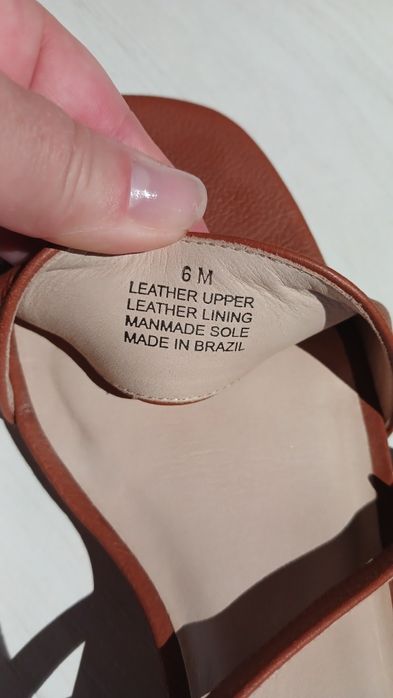 6 M
LEATHER UPPER
LEATHER LINING
MANMADE SOLE
MADE IN BRAZIL